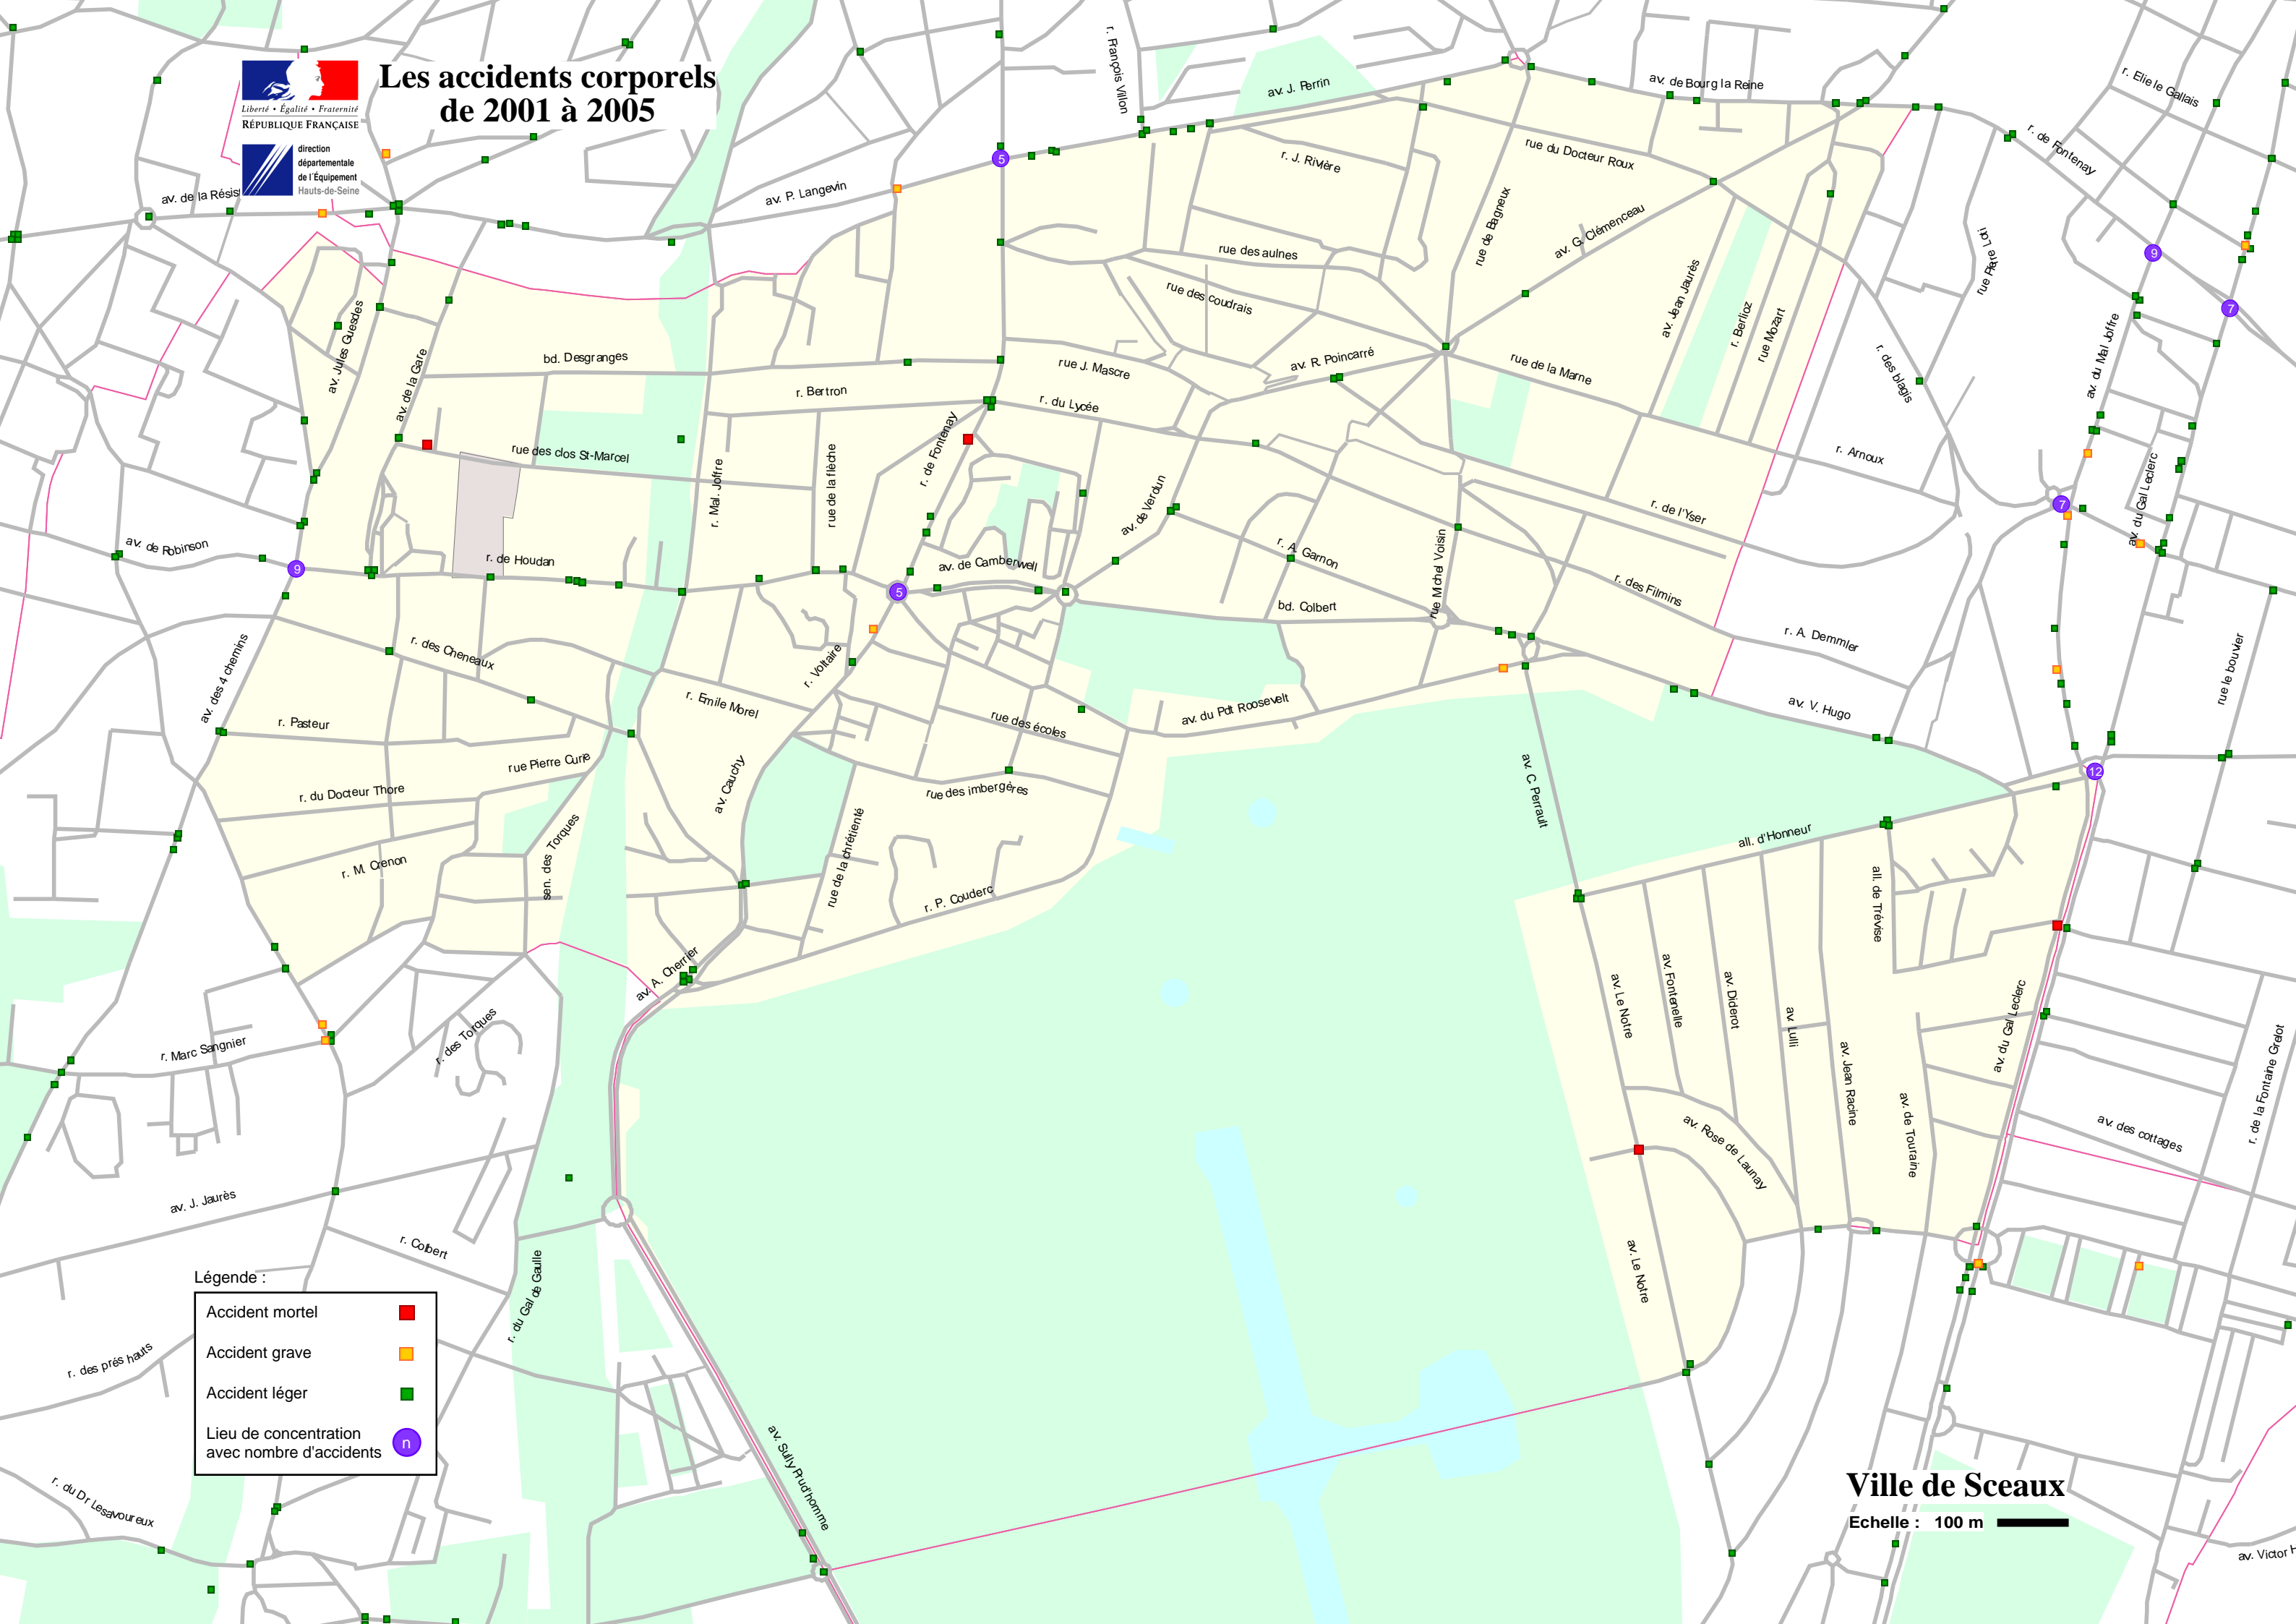 Les accidents corporels
de 2001 à 2005
Liberté • Égalité • Fraternité
RÉPUBLIQUE FRANÇAISE
direction
départementale
de l'Équipement
Hauts-de-Seine
r. François Villon
av. J. Perrin
av. de Bourg la Reine
r. Elie le Gallais
r. de Fontenay
av. de la Résis
av. P. Langevin
5
r. J. Rivière
rue du Docteur Roux
rue de Bagneux
av. G. Clémenceau
rue des aulnes
rue des coudrais
av. Jean Jaurès
r. Berlioz
rue Mozart
9
7
av. Jules Guesdes
av. de la Gare
bd. Desgranges
r. Bertron
rue J. Mascre
av. R. Poincarré
rue de la Marne
r. des blagis
av. du Mal Joffre
r. du Lycée
r. de Fontenay
rue des clos St-Marcel
r. Mal. Joffre
rue de la flèche
av. de Verdun
r. Arnoux
r. de l'Yser
7
av. du Gal Leclerc
av. de Robinson
9
r. de Houdan
av. de Camberwell
5
r. A. Garnon
rue Michel Voisin
r. des Filmins
bd. Colbert
r. A. Demmler
rue le bouvier
av. des 4 chemins
r. des Cheneaux
r. Voltaire
r. Emile Morel
r. Pasteur
rue des écoles
av. du Pdt Roosevelt
av. V. Hugo
rue Pierre Curie
r. du Docteur Thore
av. Cauchy
rue des imbergères
av. C. Perrault
12
all. d'Honneur
r. M. Crenon
sen. des Torques
rue de la chrétienté
r. P. Couderc
all. de Trévise
av. A. Cherrier
av. Le Notre
av. Fontenelle
av. Diderot
av. Lulli
av. Jean Racine
av. de Touraine
av. du Gal Leclerc
r. de la Fontaine Grelot
r. Marc Sangnier
r. des Torques
av. Rose de Launay
av. des cottages
av. J. Jaurès
r. Colbert
r. du Gal de Gaulle
av. Le Notre
Légende :
Accident mortel
Accident grave
Accident léger
Lieu de concentration
avec nombre d'accidents
n
r. des prés hauts
r. du Dr Lesavoureux
av. Sully Prud'homme
Ville de Sceaux
Echelle : 100 m
av. Victor H